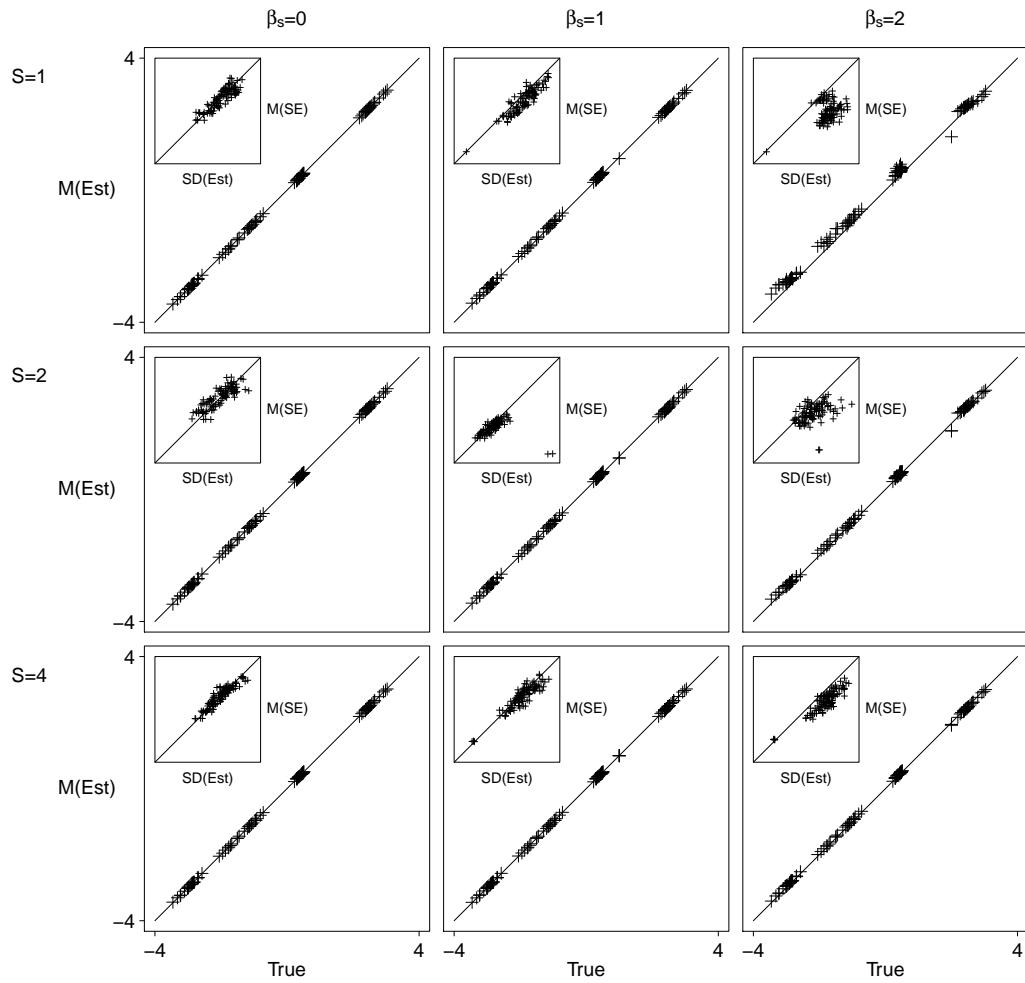 βs=0 βs=1 βs=2
S=1
4
M(SE) M(SE) M(SE)
SD(Est) SD(Est) SD(Est)
M(Est)
−4
S=2
4
M(SE) M(SE) M(SE)
SD(Est) SD(Est) SD(Est)
M(Est)
−4
S=4
4
M(SE) M(SE) M(SE)
SD(Est) SD(Est) SD(Est)
M(Est)
−4
−4 4 −4 4 −4 4
True True True